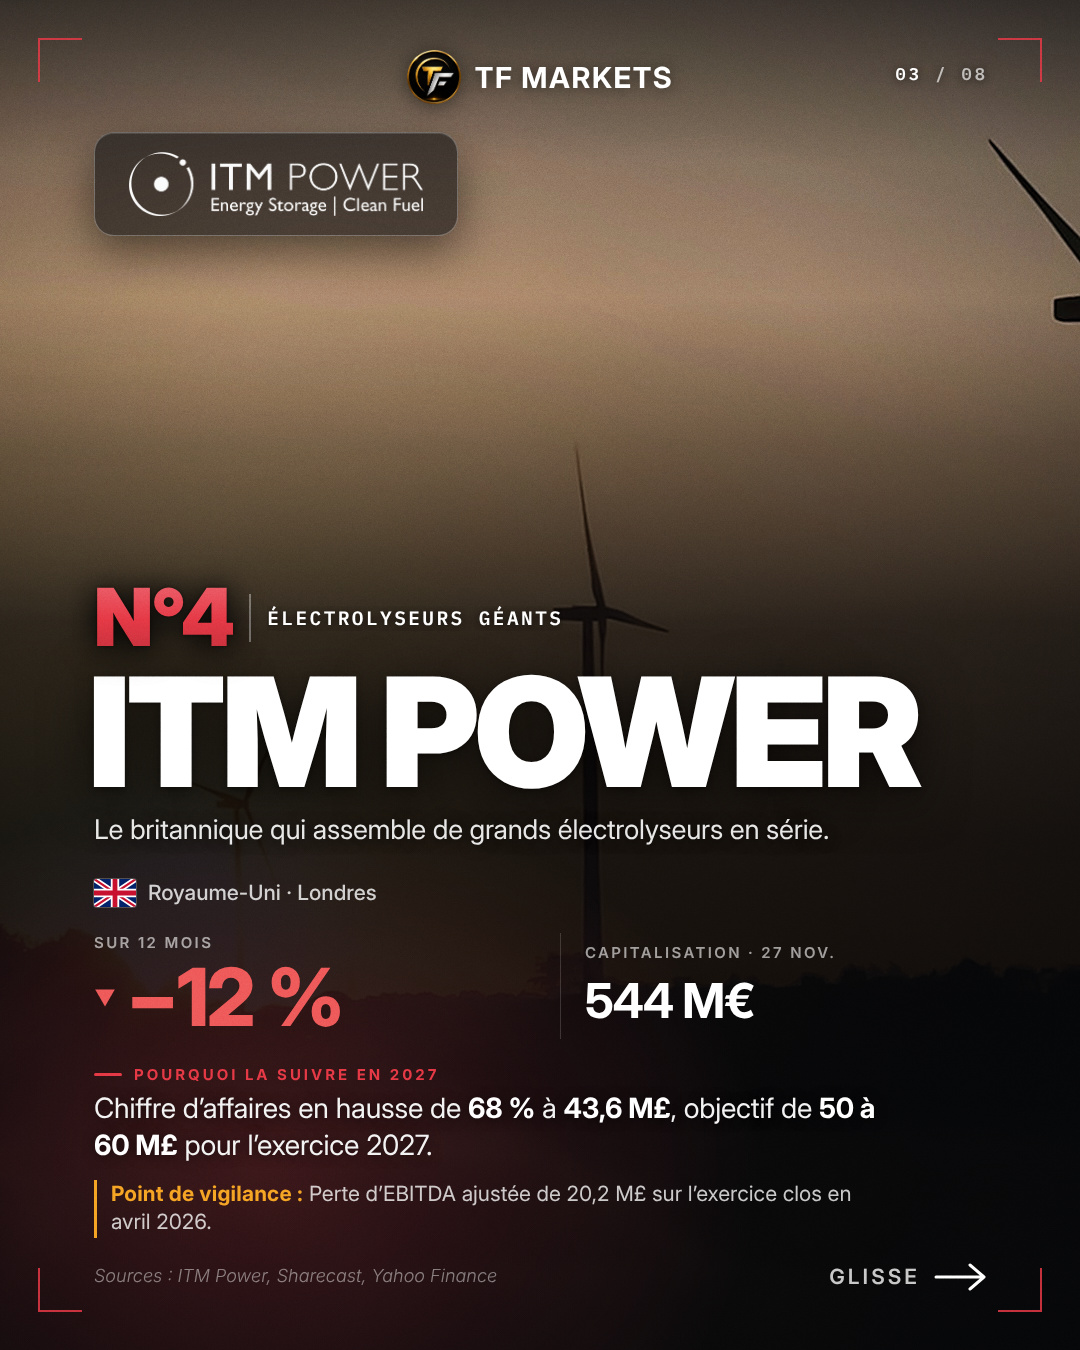 TF MARKETS
03 / 08
ITM POWER
Energy Storage | Clean Fuel
N°4
ÉLECTROLYSEURS GÉANTS
ITM POWER
Le britannique qui assemble de grands électrolyseurs en série.
Royaume-Uni · Londres
SUR 12 MOIS
▼ −12 %
CAPITALISATION · 27 NOV.
544 M€
POURQUOI LA SUIVRE EN 2027
Chiffre d’affaires en hausse de 68 % à 43,6 M£, objectif de 50 à
60 M£ pour l’exercice 2027.
Point de vigilance : Perte d’EBITDA ajustée de 20,2 M£ sur l’exercice clos en
avril 2026.
Sources : ITM Power, Sharecast, Yahoo Finance
GLISSE →